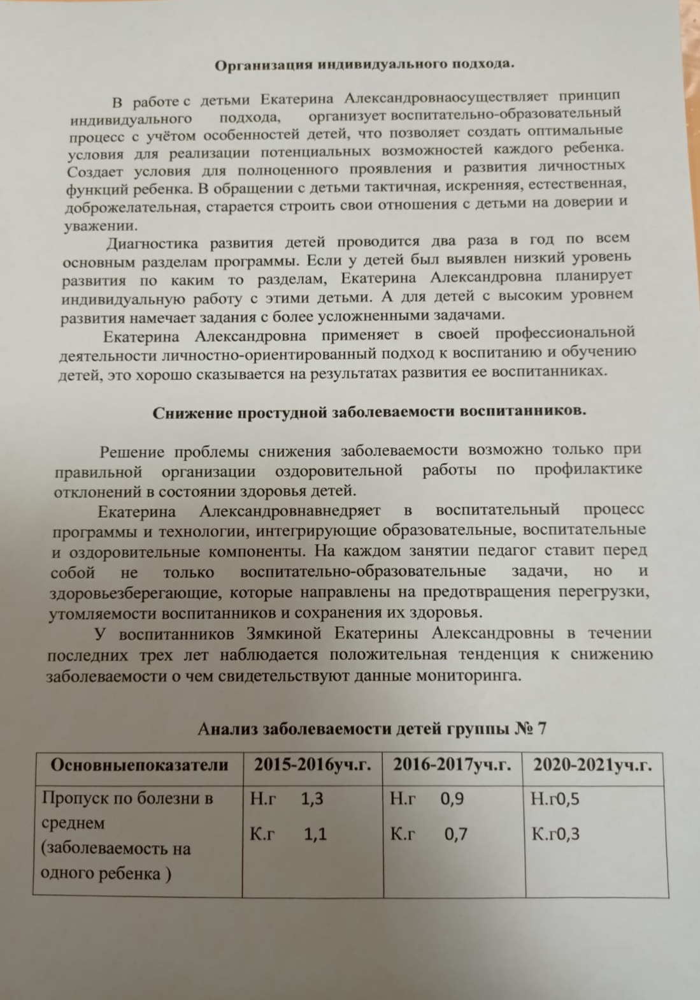 Организация индивидуального подхода.
В работе с детьми Екатерина Александровнаосуществляет принцип
индивидуального подхода, организует воспитательно-образовательный
процесс с учётом особенностей детей, что позволяет создать оптимальные
условия для реализации потенциальных возможностей каждого ребенка.
Создает условия для полноценного проявления и развития личностных
функций ребенка. В обращении с детьми тактичная, искренняя, естественная,
доброжелательная, старается строить свои отношения с детьми на доверии и
уважении.
Диагностика развития детей проводится два раза в год по всем
основным разделам программы. Если у детей был выявлен низкий уровень
развития по каким то разделам, Екатерина Александровна планирует
индивидуальную работу с этими детьми. А для детей с высоким уровнем
развития намечает задания с более усложненными задачами.
Екатерина Александровна применяет в своей профессиональной
деятельности личностно-ориентированный подход к воспитанию и обучению
детей, это хорошо сказывается на результатах развития ее воспитанниках.
Снижение простудной заболеваемости воспитанников.
Решение проблемы снижения заболеваемости возможно только при
правильной организации оздоровительной работы по профилактике
отклонений в состоянии здоровья детей.
Екатерина Александровнавнедряет в воспитательный процесс
программы и технологии, интегрирующие образовательные, воспитательные
и оздоровительные компоненты. На каждом занятии педагог ставит перед
собой не только воспитательно-образовательные задачи, но и
здоровьезберегающие, которые направлены на предотвращения перегрузки,
утомляемости воспитанников и сохранения их здоровья.
У воспитанников Зямкиной Екатерины Александровны в течении
последних трех лет наблюдается положительная тенденция к снижению
заболеваемости о чем свидетельствуют данные мониторинга.
Анализ заболеваемости детей группы № 7
Основныепоказатели 2015-2016уч.г. 2016-2017уч.г. 2020-2021уч.г.
Пропуск по болезни в Н.г 1,3 Н.г 0,9 Н.г0,5
среднем
К.г 1,1 К.г 0,7 К.г0,3
(заболеваемость на
одного ребенка )